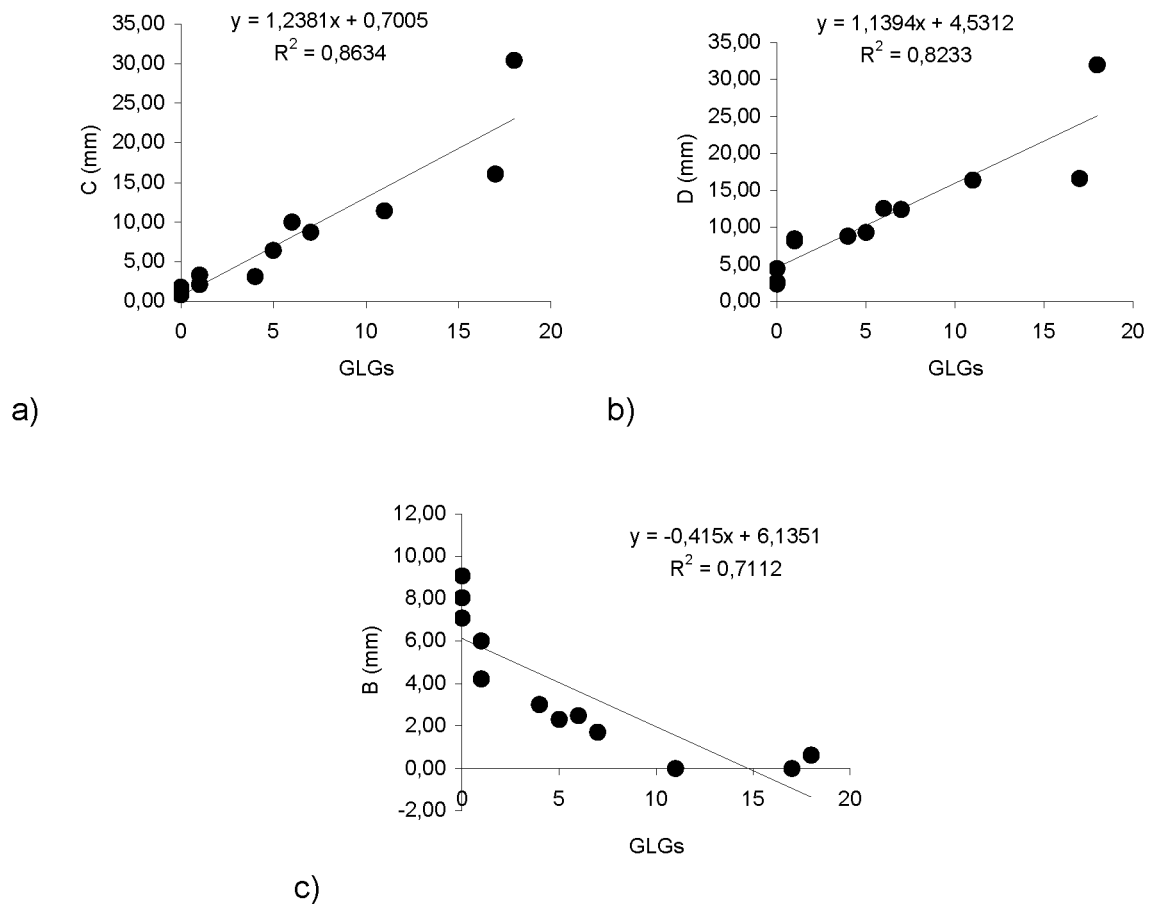 y = 1,2381x + 0,7005
R² = 0,8634
35,00
30,00
25,00
20,00
15,00
10,00
5,00
0,00
C (mm)
0 5 10 15 20
GLGs
a)
y = 1,1394x + 4,5312
R² = 0,8233
35,00
30,00
25,00
20,00
15,00
10,00
5,00
0,00
D (mm)
0 5 10 15 20
GLGs
b)
y = -0,415x + 6,1351
R² = 0,7112
12,00
10,00
8,00
6,00
4,00
2,00
0,00
-2,00
B (mm)
0 5 10 15 20
GLGs
c)